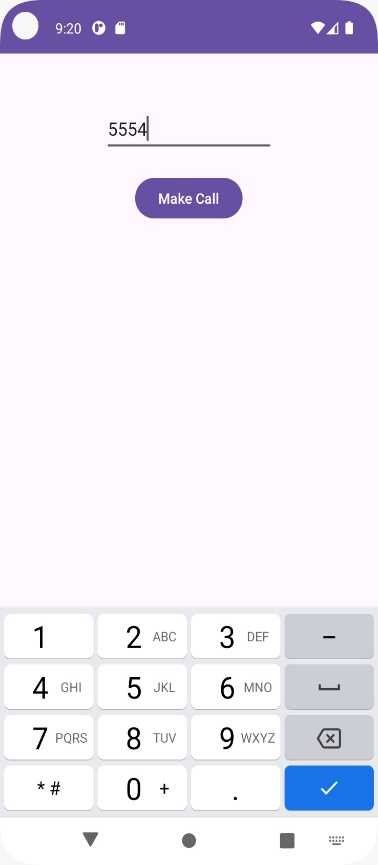 9:20
5554
Make Call
1
2 ABC
3 DEF
-
4 GHI
5 JKL
6 MNO
7 PQRS
8 TUV
9 WXYZ
* #
0 +
.